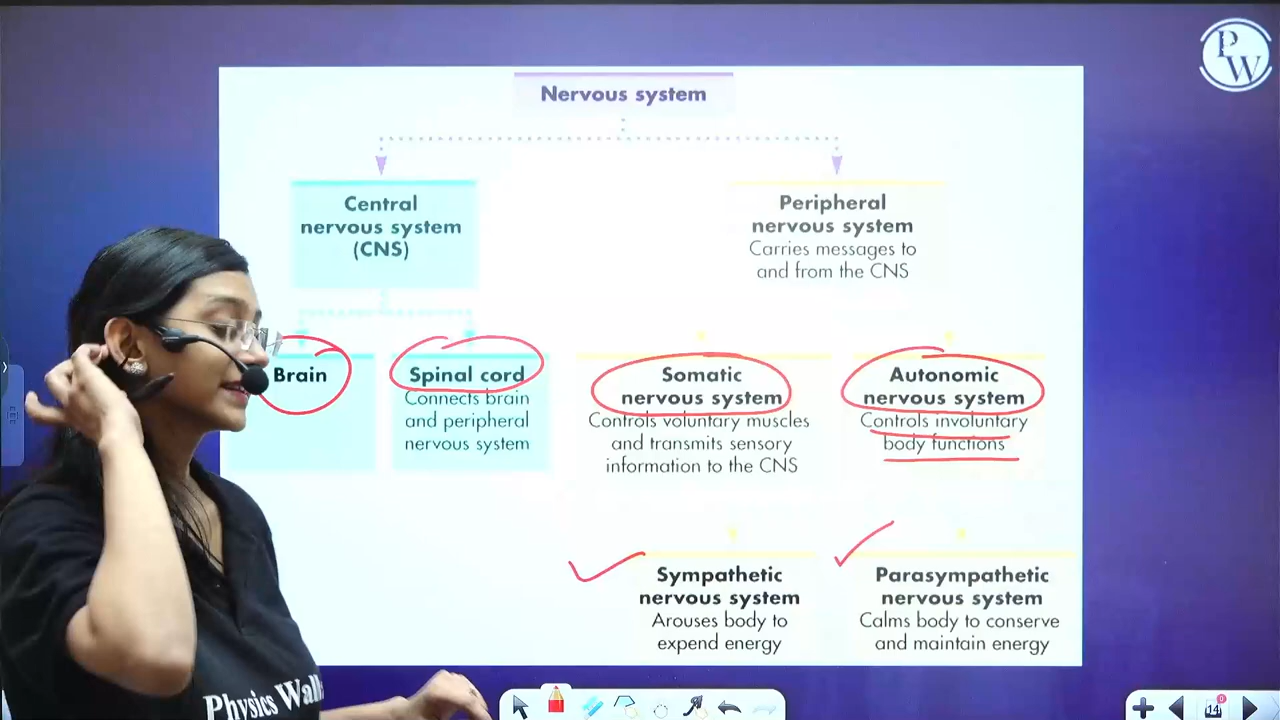 PW
Nervous system
Central
nervous system
(CNS)
Peripheral
nervous system
Carries messages to
and from the CNS
Brain
Spinal cord
Connects brain
and peripheral
nervous system
Somatic
nervous system
Controls voluntary muscles
and transmits sensory
information to the CNS
Autonomic
nervous system
Controls involuntary
body functions
Sympathetic
nervous system
Arouses body to
expend energy
Parasympathetic
nervous system
Calms body to conserve
and maintain energy
Physics Wall
14
0